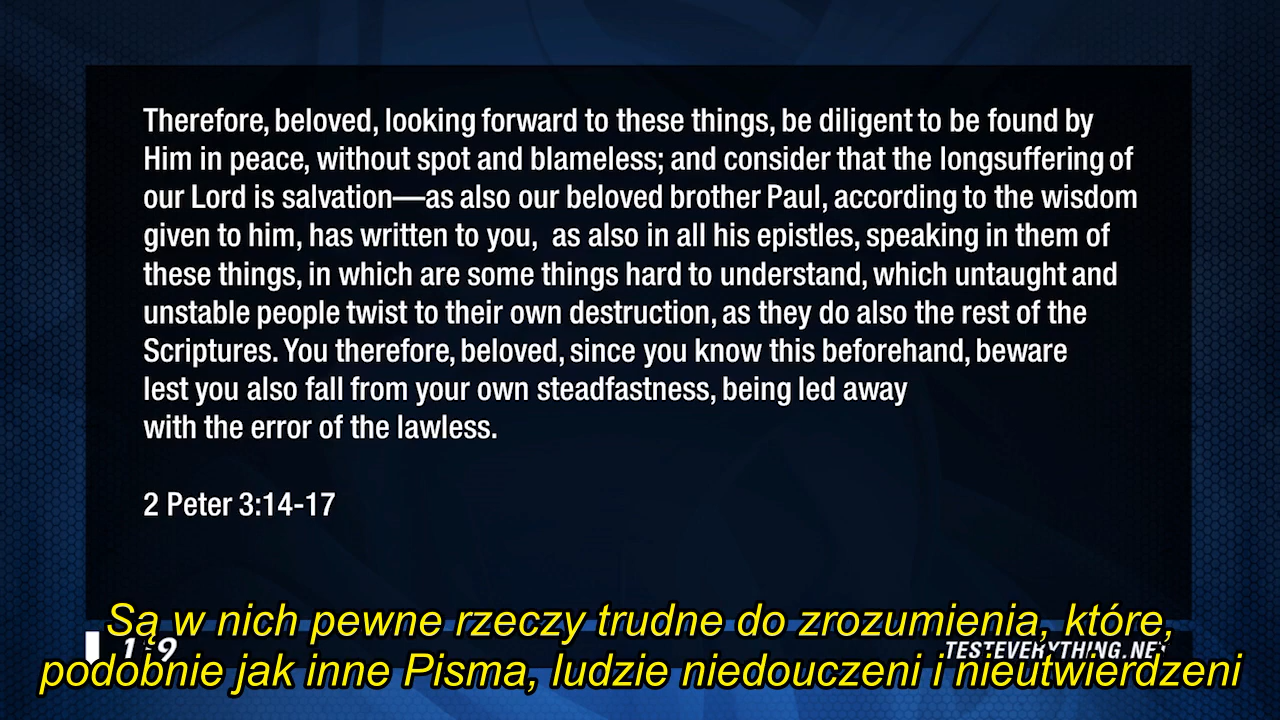 Therefore, beloved, looking forward to these things, be diligent to be found by
Him in peace, without spot and blameless; and consider that the longsuffering of
our Lord is salvation—as also our beloved brother Paul, according to the wisdom
given to him, has written to you,  as also in all his epistles, speaking in them of
these things, in which are some things hard to understand, which untaught and
unstable people twist to their own destruction, as they do also the rest of the
Scriptures. You therefore, beloved, since you know this beforehand, beware
lest you also fall from your own steadfastness, being led away
with the error of the lawless.
2 Peter 3:14-17
Są w nich pewne rzeczy trudne do zrozumienia, które,
TESTEVERYTHING.NET
podobnie jak inne Pisma, ludzie niedouczeni i nieutwierdzeni